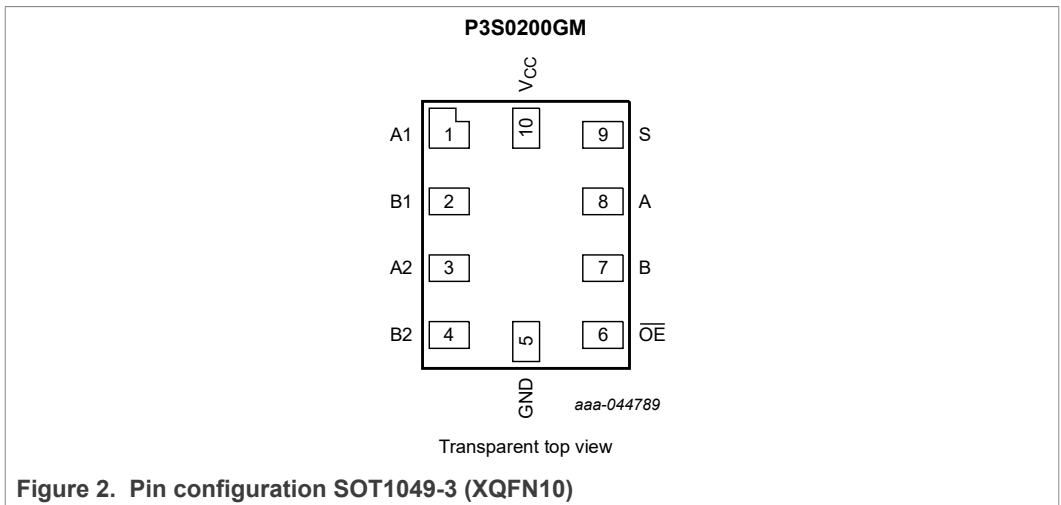 P3S0200GM
VCC
A1 1 10 9 S
B1 2 8 A
A2 3 7 B
B2 4 5 6 OE
GND
aaa-044789
Transparent top view
Figure 2. Pin configuration SOT1049-3 (XQFN10)